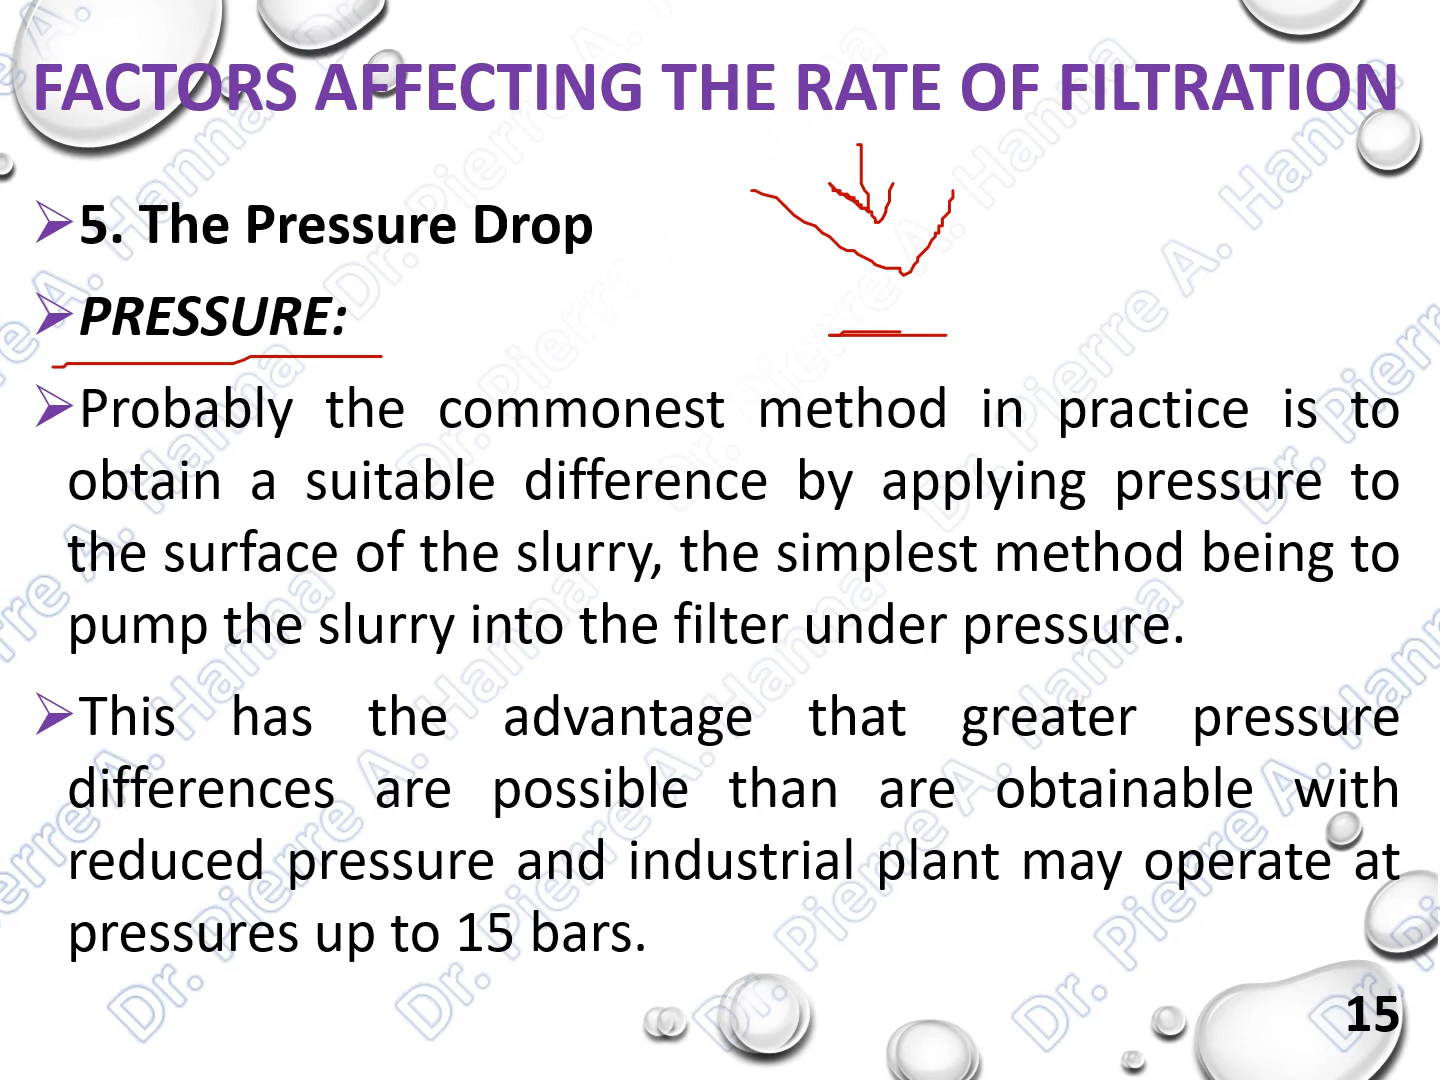 FACTORS AFFECTING THE RATE OF FILTRATION
5. The Pressure Drop
PRESSURE:
Probably the commonest method in practice is to
obtain a suitable difference by applying pressure to
the surface of the slurry, the simplest method being to
pump the slurry into the filter under pressure.
This has the advantage that greater pressure
differences are possible than are obtainable with
reduced pressure and industrial plant may operate at
pressures up to 15 bars.
15
Dr. Pierre A. Hanna